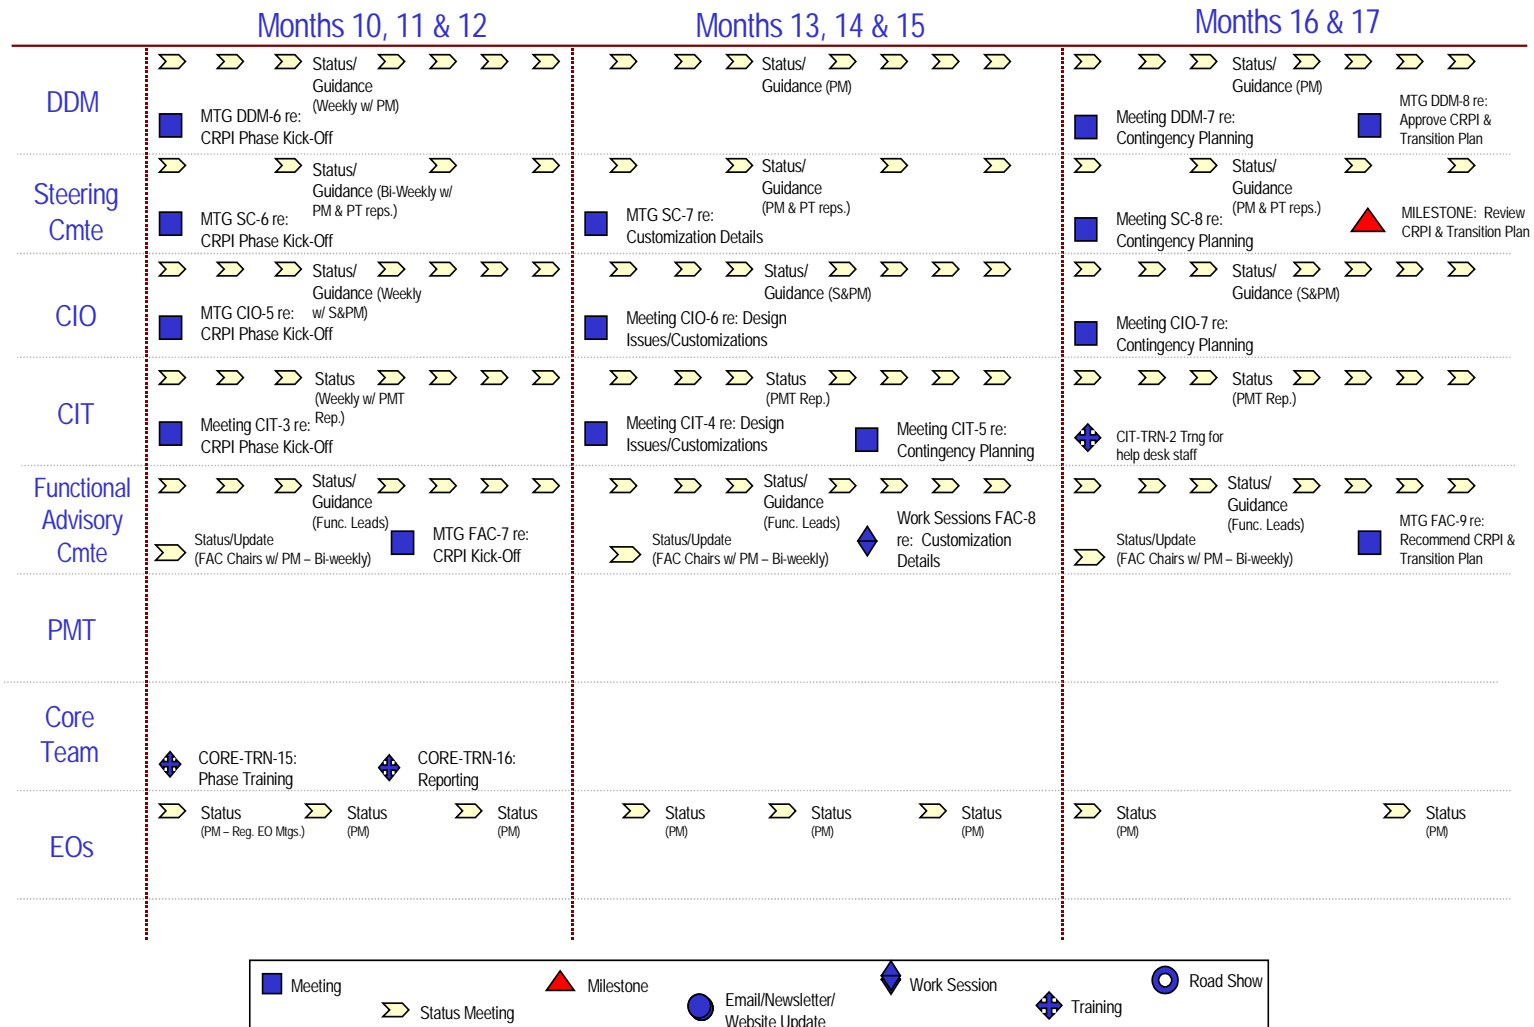 Months 10, 11 & 12
Months 13, 14 & 15
Months 16 & 17
DDM
Status/
Guidance
(Weekly w/ PM)
MTG DDM-6 re:
CRPI Phase Kick-Off
Status/
Guidance (PM)
Status/
Guidance (PM)
Meeting DDM-7 re:
Contingency Planning
MTG DDM-8 re:
Approve CRPI &
Transition Plan
Steering
Cmte
Status/
Guidance (Bi-Weekly w/
PM & PT reps.)
MTG SC-6 re:
CRPI Phase Kick-Off
Status/
Guidance
(PM & PT reps.)
MTG SC-7 re:
Customization Details
Status/
Guidance
(PM & PT reps.)
Meeting SC-8 re:
Contingency Planning
MILESTONE: Review
CRPI & Transition Plan
CIO
Status/
Guidance (Weekly
w/ S&PM)
MTG CIO-5 re:
CRPI Phase Kick-Off
Status/
Guidance (S&PM)
Meeting CIO-6 re: Design
Issues/Customizations
Status/
Guidance (S&PM)
Meeting CIO-7 re:
Contingency Planning
CIT
Status
(Weekly w/ PMT
Rep.)
Meeting CIT-3 re:
CRPI Phase Kick-Off
Status
(PMT Rep.)
Meeting CIT-4 re: Design
Issues/Customizations
Meeting CIT-5 re:
Contingency Planning
Status
(PMT Rep.)
CIT-TRN-2 Trng for
help desk staff
Functional
Advisory
Cmte
Status/
Guidance
(Func. Leads)
Status/Update
(FAC Chairs w/ PM – Bi-weekly)
MTG FAC-7 re:
CRPI Kick-Off
Status/
Guidance
(Func. Leads)
Status/Update
(FAC Chairs w/ PM – Bi-weekly)
Work Sessions FAC-8
re: Customization
Details
Status/
Guidance
(Func. Leads)
Status/Update
(FAC Chairs w/ PM – Bi-weekly)
MTG FAC-9 re:
Recommend CRPI &
Transition Plan
PMT
Core
Team
CORE-TRN-15:
Phase Training
CORE-TRN-16:
Reporting
EOs
Status
(PM – Reg. EO Mtgs.)
Status
(PM)
Status
(PM)
Status
(PM)
Status
(PM)
Status
(PM)
Status
(PM)
Status
(PM)
Meeting
Status Meeting
Milestone
Email/Newsletter/
Website Update
Work Session
Training
Road Show